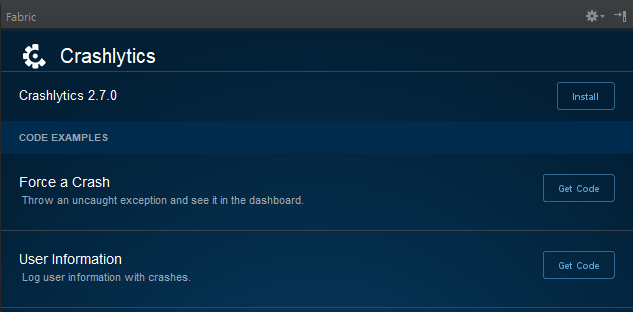 Fabric
Crashlytics
Crashlytics 2.7.0
Install
CODE EXAMPLES
Force a Crash
Throw an uncaught exception and see it in the dashboard.
Get Code
User Information
Log user information with crashes.
Get Code